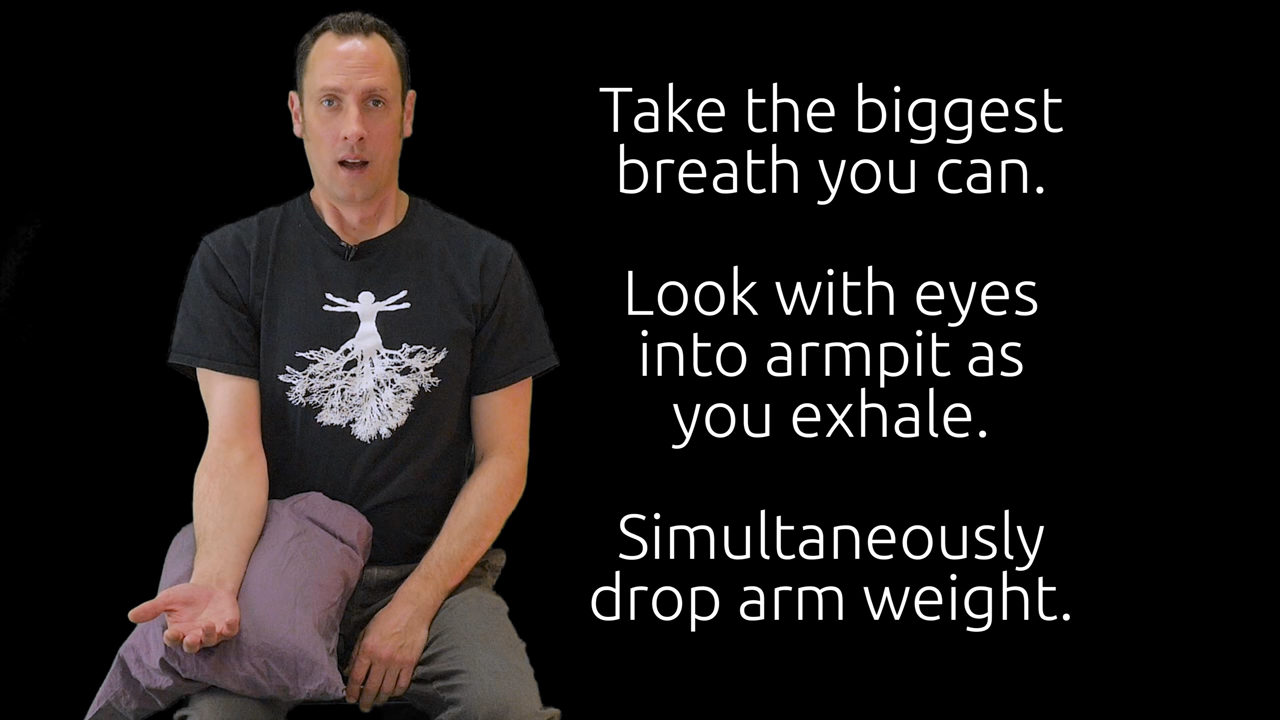 Take the biggest
breath you can.
Look with eyes
into armpit as
you exhale.
Simultaneously
drop arm weight.